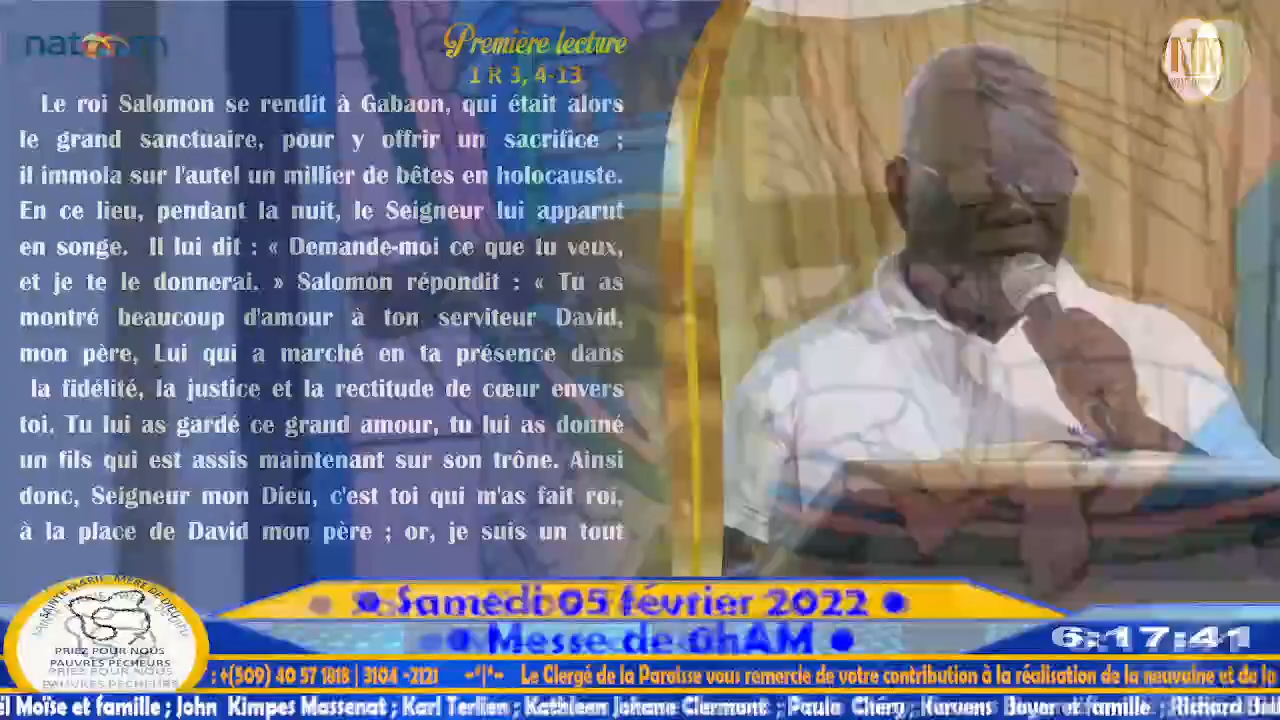 natcom
Première lecture
1 R 3, 4-13
Le roi Salomon se rendit à Gabaon, qui était alors
le grand sanctuaire, pour y offrir un sacrifice ;
il immola sur l'autel un millier de bêtes en holocauste.
En ce lieu, pendant la nuit, le Seigneur lui apparut
en songe. Il lui dit : « Demande-moi ce que tu veux,
et je te le donnerai. » Salomon répondit : « Tu as
montré beaucoup d'amour à ton serviteur David,
mon père, Lui qui a marché en ta présence dans
la fidélité, la justice et la rectitude de cœur envers
toi. Tu lui as gardé ce grand amour, tu lui as donné
un fils qui est assis maintenant sur son trône. Ainsi
donc, Seigneur mon Dieu, c'est toi qui m'as fait roi,
à la place de David mon père ; or, je suis un tout
PRIEZ POUR NOUS
PAUVRES PECHEURS
• Samedi 05 février 2022 •
• Messe de 6hAM •
6:17:41
: +(509) 40 57 1818 | 3104 -2121 Le Clergé de la Paroisse vous remercie de votre contribution à la réalisation de la neuvaine et de la
Moïse et famille ; John Kimpes Massenat ; Karl Terlien ; Kathleen Johane Clermont ; Paula Chéry ; Kurvens Boyer et famille ; Richard